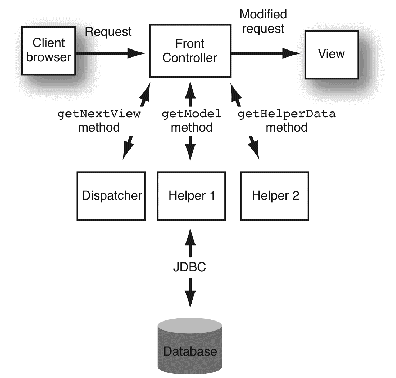 Client
browser
Request
Front
Controller
Modified
request
View
getNextView
method
getModel
method
getHelperData
method
Dispatcher
Helper 1
Helper 2
JDBC
Database